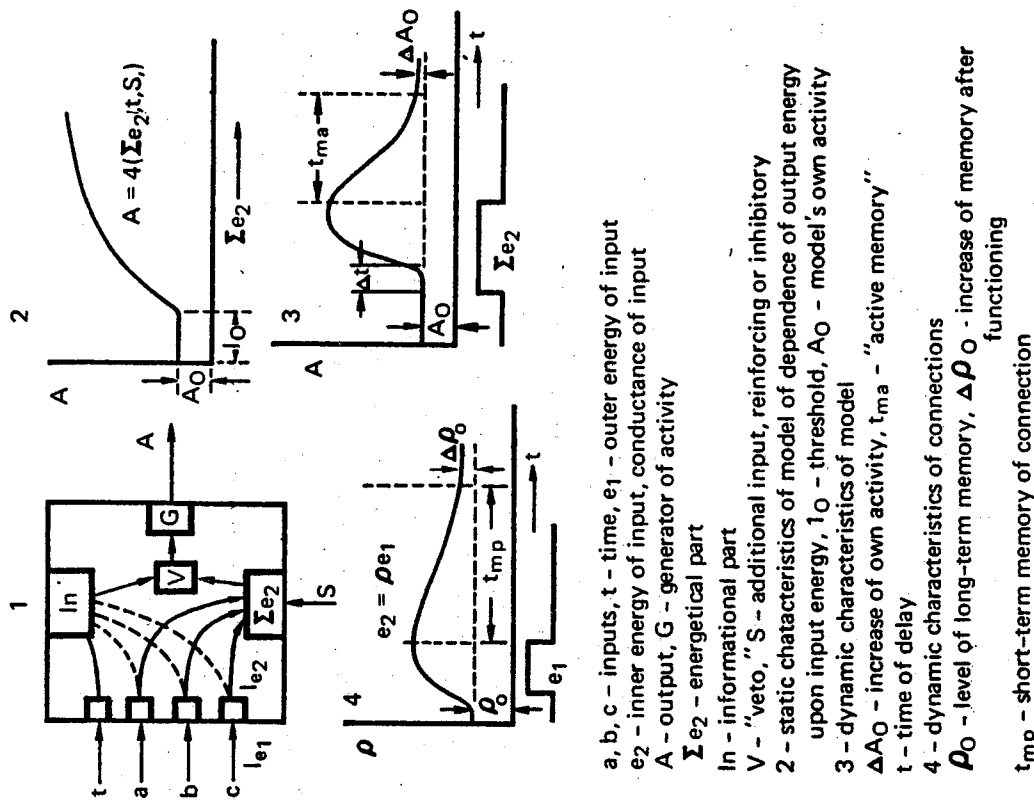 1
In
t
a
b
c
V
G
A
Ie1
Ie2
Σe2
S
2
A
A = 4(Σe2,t,S,)
AO
IO
Σe2
3
A
AO
Δt
tma
ΔAO
t
Σe2
4
ρ
e2 = ρe1
ρo
tmp
Δρo
t
e1
a, b, c – inputs, t - time, e1 – outer energy of input
e2 – inner energy of input, conductance of input
A – output, G – generator of activity
Σe2 – energetical part
In – informational part
V – "veto," S – additional input, reinforcing or inhibitory
2 – static chatacteristics of model of dependence of output energy
upon input energy, 1O – threshold, AO – model's own activity
3 – dynamic characteristics of model
ΔAO – increase of own activity, tma – "active memory"
t – time of delay
4 – dynamic characteristics of connections
ρO – level of long-term memory, ΔρO - increase of memory after
functioning
tmp – short-term memory of connection